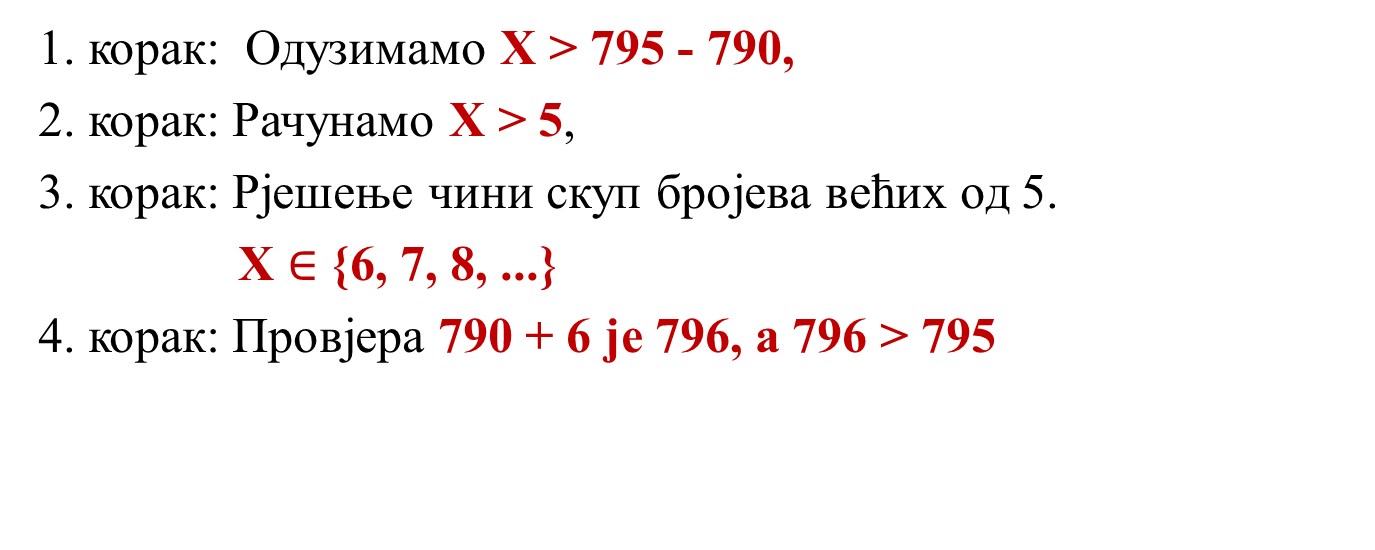 1. корак:  Одузимамо X > 795 - 790,
2. корак: Рачунамо X > 5,
3. корак: Рјешење чини скуп бројева већих од 5.
X ∈ {6, 7, 8, ...}
4. корак: Провјера 790 + 6 је 796, а 796 > 795